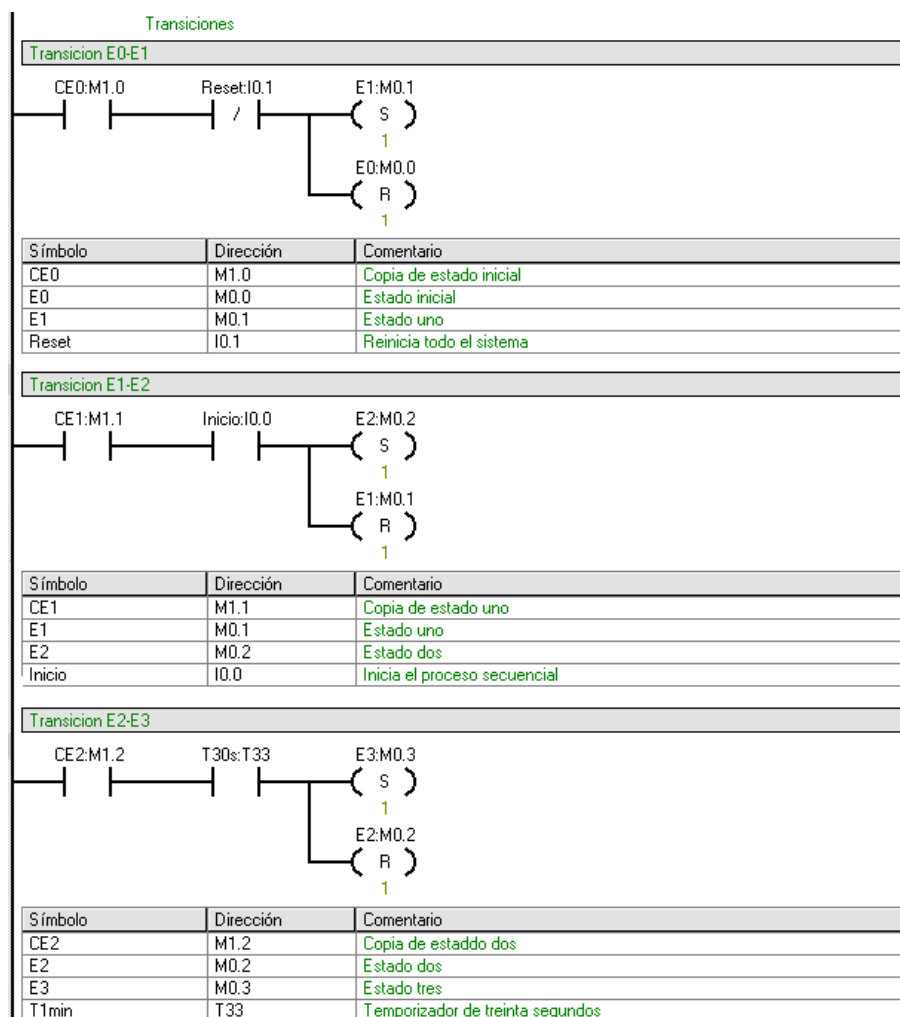 Transiciones
Transicion E0-E1
CE0:M1.0 Reset:I0.1 E1:M0.1
/ S
1
E0:M0.0
R
1
Símbolo Dirección Comentario
CE0 M1.0 Copia de estado inicial
E0 M0.0 Estado inicial
E1 M0.1 Estado uno
Reset I0.1 Reinicia todo el sistema
Transicion E1-E2
CE1:M1.1 Inicio:I0.0 E2:M0.2
S
1
E1:M0.1
R
1
Símbolo Dirección Comentario
CE1 M1.1 Copia de estado uno
E1 M0.1 Estado uno
E2 M0.2 Estado dos
Inicio I0.0 Inicia el proceso secuencial
Transicion E2-E3
CE2:M1.2 T30s:T33 E3:M0.3
S
1
E2:M0.2
R
1
Símbolo Dirección Comentario
CE2 M1.2 Copia de estaddo dos
E2 M0.2 Estado dos
E3 M0.3 Estado tres
T1min T33 Temporizador de treinta segundos